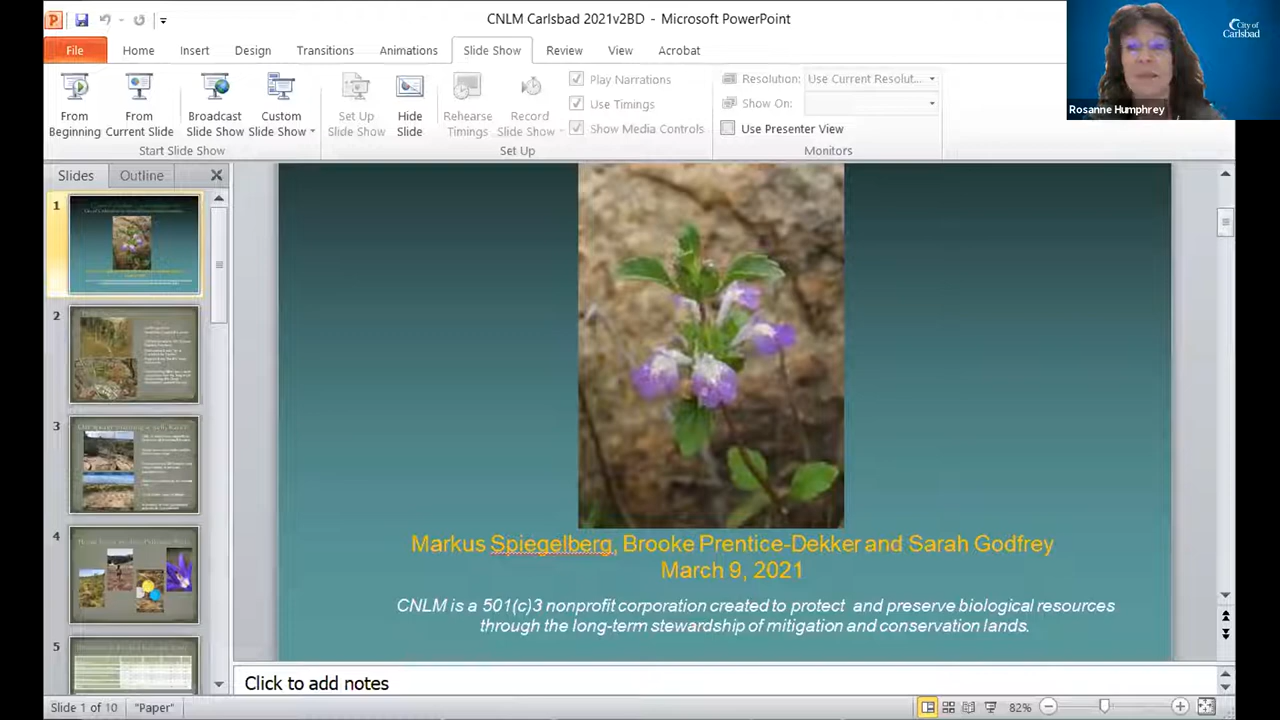 CNLM Carlsbad 2021v2BD - Microsoft PowerPoint
City of
Carlsbad
File Home Insert Design Transitions Animations Slide Show Review View Acrobat
From
Beginning
From
Current Slide
Broadcast
Slide Show
Custom
Slide Show
Set Up
Slide Show
Hide
Slide
Rehearse
Timings
Record
Slide Show
Play Narrations
Use Timings
Show Media Controls
Resolution: Use Current Resolut...
Show On:
Use Presenter View
Start Slide Show
Set Up
Monitors
Rosanne Humphrey
Slides Outline
1
2
3
4
5
Markus Spiegelberg, Brooke Prentice-Dekker and Sarah Godfrey
March 9, 2021
CNLM is a 501(c)3 nonprofit corporation created to protect and preserve biological resources
through the long-term stewardship of mitigation and conservation lands.
Click to add notes
Slide 1 of 10 "Paper" 82%